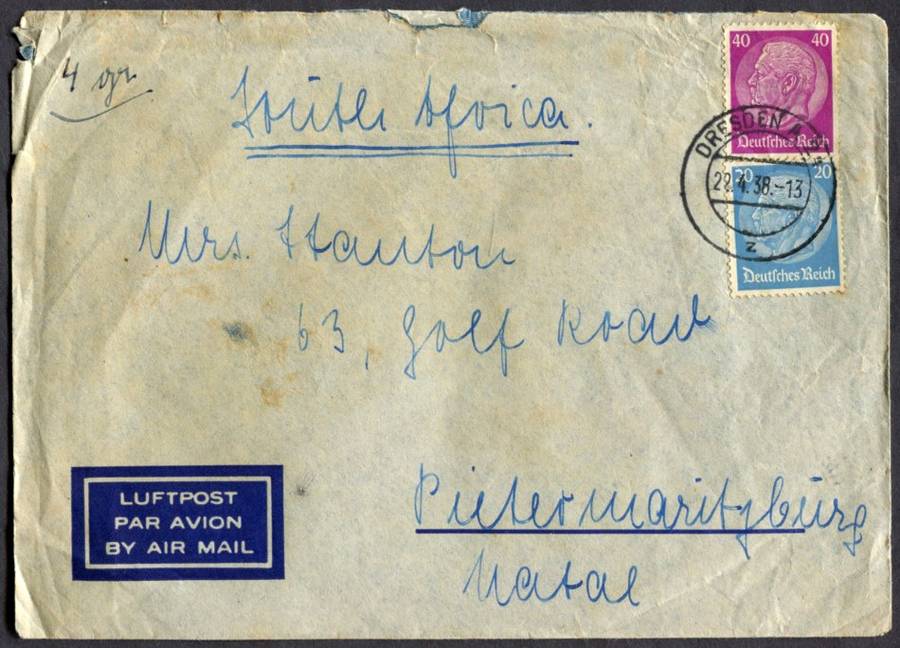 4 gr
South Africa.
40 40
Deutsches Reich
DRESDEN A
4.38.-13
z
20 20
Deutsches Reich
Mrs. Stanton
63, Golf Road
LUFTPOST
PAR AVION
BY AIR MAIL
Pietermaritzburg
Natal